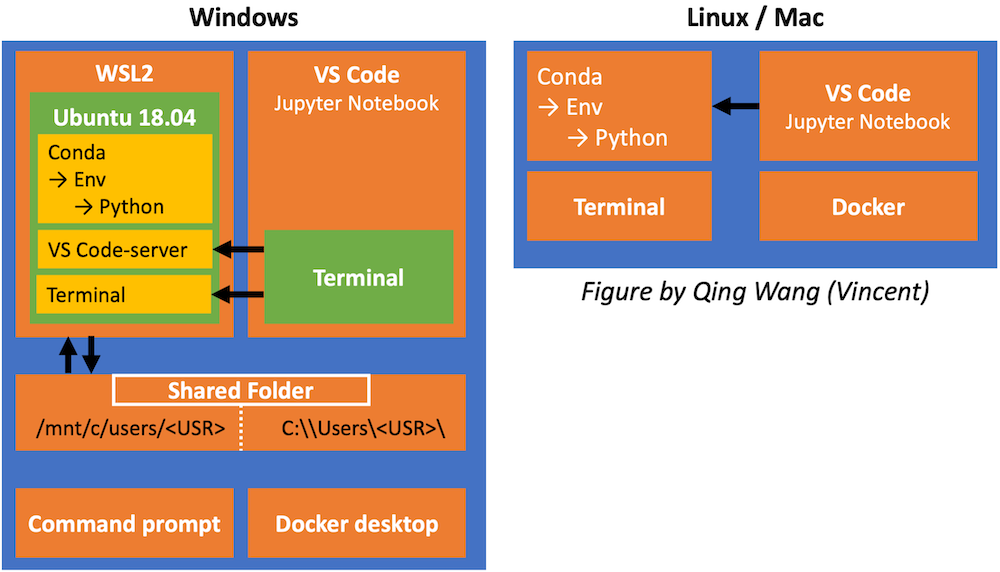 Windows
WSL2
Ubuntu 18.04
Conda
→ Env
→ Python
VS Code-server
Terminal
VS Code
Jupyter Notebook
Terminal
Shared Folder
/mnt/c/users/<USR>
C:\\Users\<USR>\
Command prompt
Docker desktop
Linux / Mac
Conda
→ Env
→ Python
VS Code
Jupyter Notebook
Terminal
Docker
Figure by Qing Wang (Vincent)